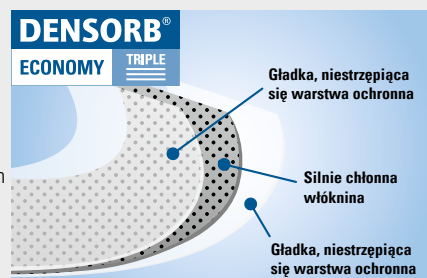 DENSORB®
ECONOMY TRIPLE
Gładka, niestrzępiąca
się warstwa ochronna
Silnie chłonna
włóknina
Gładka, niestrzępiąca
się warstwa ochronna